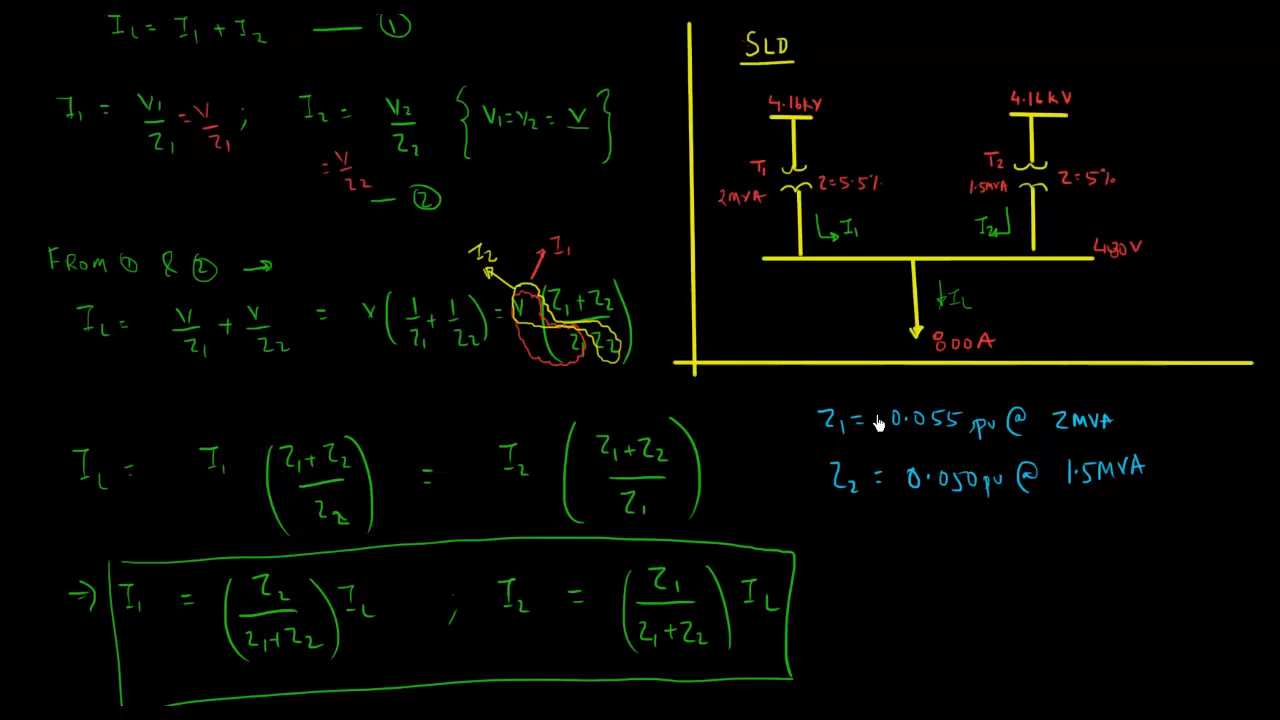 I_L = I_1 + I_2 —— ①
I_1 = V_1/Z_1 = V/Z_1 ; I_2 = V_2/Z_2 { V_1 = V_2 = V }
= V/Z_2
— ②
FROM ① & ② →
I_L = V/Z_1 + V/Z_2 = V ( 1/Z_1 + 1/Z_2 ) = V ( (Z_1 + Z_2) / (Z_1 Z_2) )
I_2
I_1
I_L = I_1 ( (Z_1 + Z_2) / Z_2 ) = I_2 ( (Z_1 + Z_2) / Z_1 )
⇒ I_1 = ( Z_2 / (Z_1 + Z_2) ) I_L ; I_2 = ( Z_1 / (Z_1 + Z_2) ) I_L
SLD
4.16kV 4.16kV
T_1 T_2
2MVA Z=5.5% 1.5MVA Z=5%
I_1 I_2
480V
I_L
800A
Z_1 = 0.055 pu @ 2MVA
Z_2 = 0.050pu @ 1.5MVA